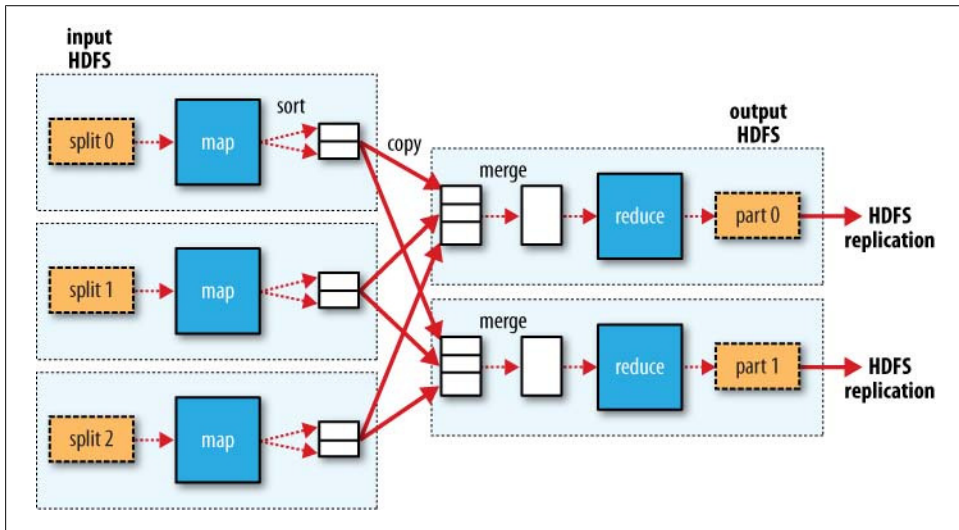 input
HDFS
split 0
map
sort
copy
split 1
map
split 2
map
output
HDFS
merge
reduce
part 0
HDFS
replication
merge
reduce
part 1
HDFS
replication